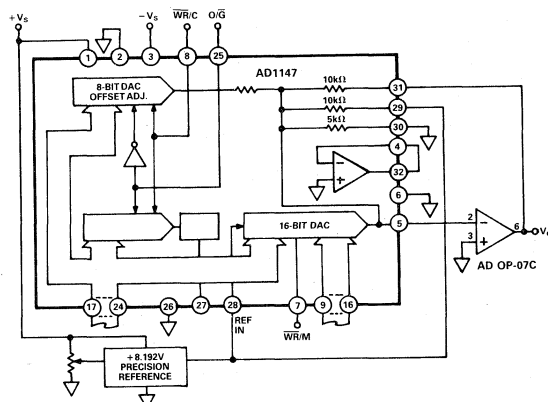 +VS
−VS
WR/C
O/G
1
2
3
8
25
AD1147
8-BIT DAC
OFFSET ADJ.
10kΩ
31
10kΩ
29
5kΩ
30
4
−
+
32
6
16-BIT DAC
5
2
−
3
+
6
AD OP-07C
17
24
26
27
28
7
9
16
REF
IN
WR/M
+8.192V
PRECISION
REFERENCE